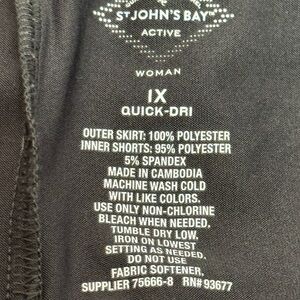 ST JOHN'S BAY™
ACTIVE
WOMAN
1X
QUICK-DRI
OUTER SKIRT: 100% POLYESTER
INNER SHORTS: 95% POLYESTER
5% SPANDEX
MADE IN CAMBODIA
MACHINE WASH COLD
WITH LIKE COLORS.
USE ONLY NON-CHLORINE
BLEACH WHEN NEEDED.
TUMBLE DRY LOW.
IRON ON LOWEST
SETTING AS NEEDED.
DO NOT USE
FABRIC SOFTENER.
SUPPLIER 75666-8 RN# 93677